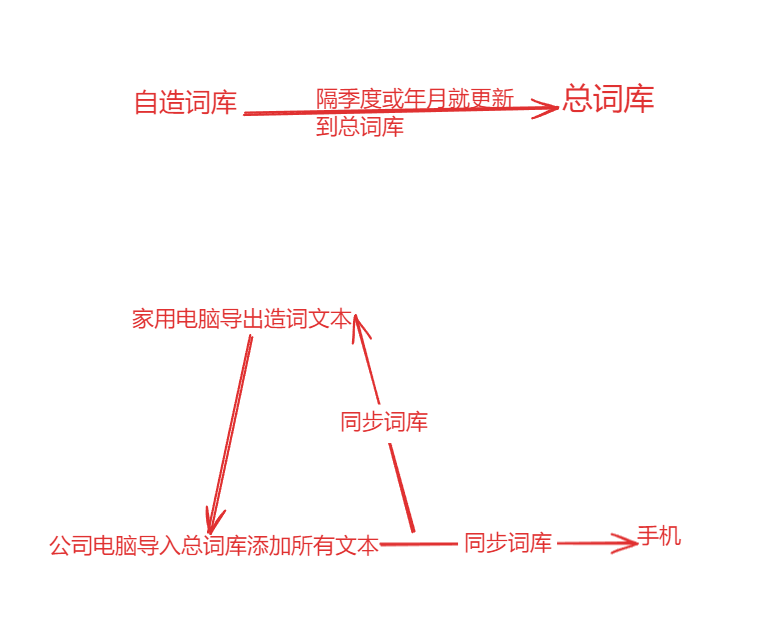 自造词库
隔季度或年月就更新
到总词库
总词库
家用电脑导出造词文本
同步词库
公司电脑导入总词库添加所有文本
同步词库
手机